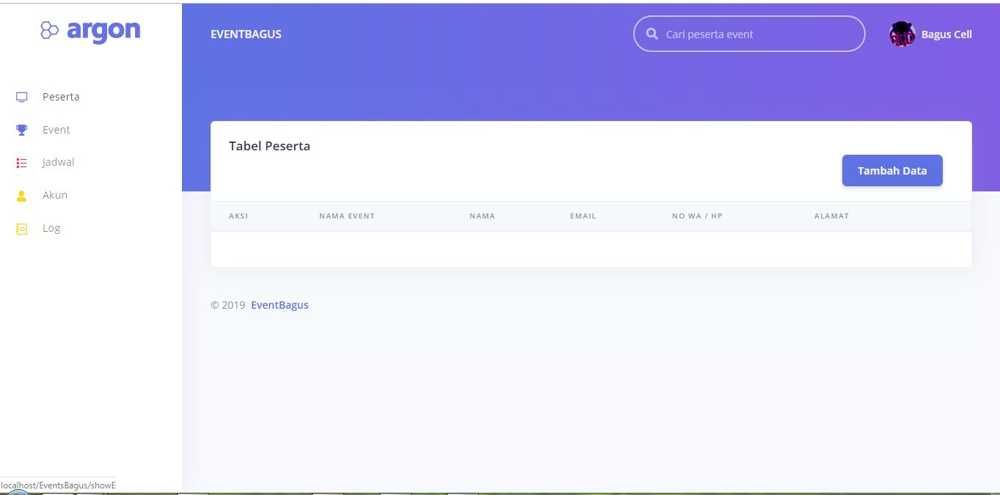 argon
EVENTBAGUS
Cari peserta event
Bagus Cell
Peserta
Event
Jadwal
Akun
Log
Tabel Peserta
Tambah Data
AKSI NAMA EVENT NAMA EMAIL NO WA / HP ALAMAT
© 2019 EventBagus
localhost/EventsBagus/showE